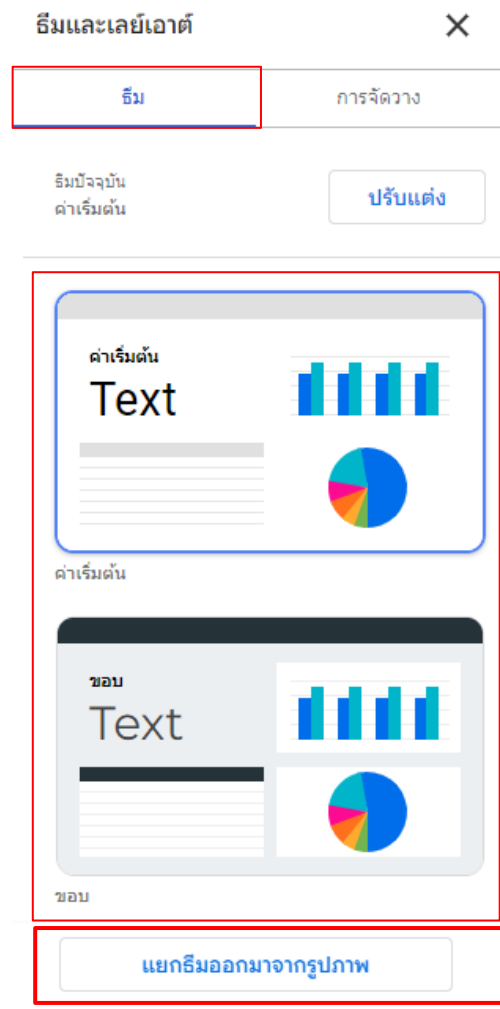 ธีมและเลย์เอาต์
ธีม
การจัดวาง
ธีมปัจจุบัน
ค่าเริ่มต้น
ปรับแต่ง
ค่าเริ่มต้น
Text
ค่าเริ่มต้น
ขอบ
Text
ขอบ
แยกธีมออกมาจากรูปภาพ